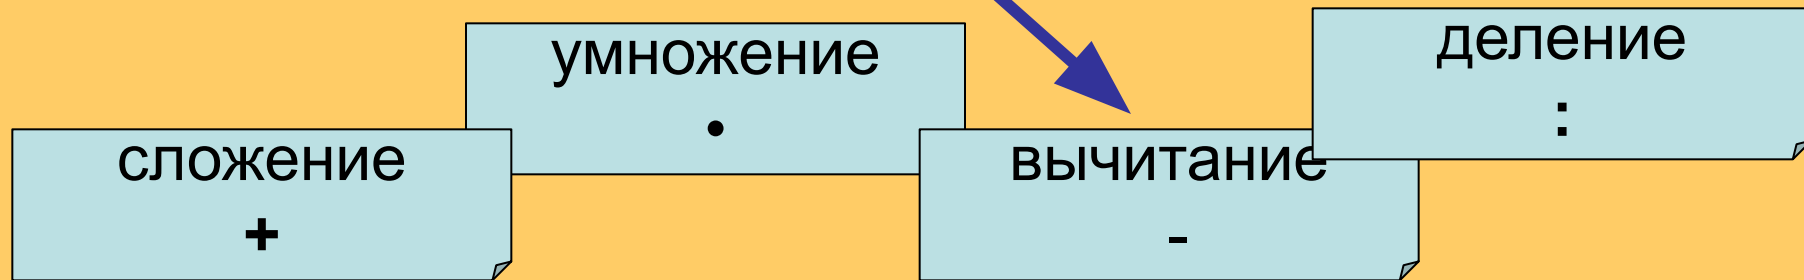 сложение
+
умножение
•
вычитание
-
деление
: